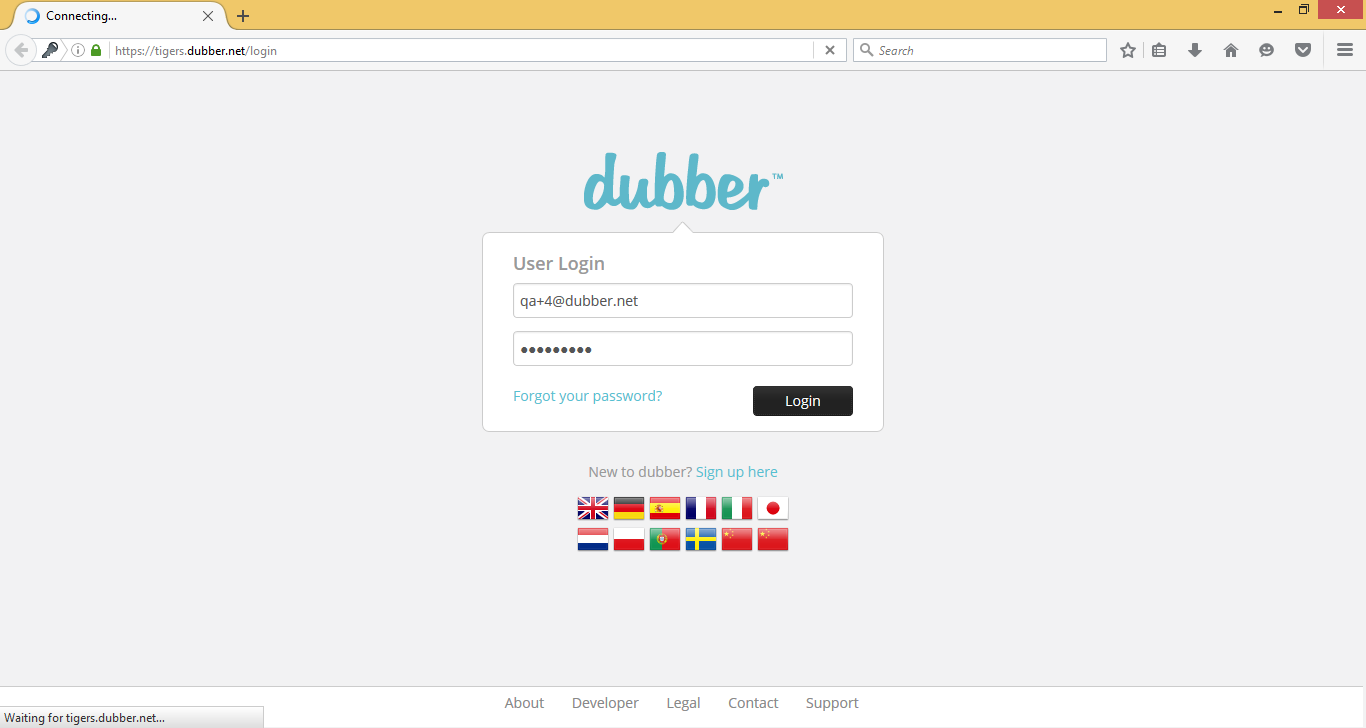 Connecting...
https://tigers.dubber.net/login
Search
dubber™
User Login
qa+4@dubber.net
•••••••••
Forgot your password?
Login
New to dubber? Sign up here
About Developer Legal Contact Support
Waiting for tigers.dubber.net...